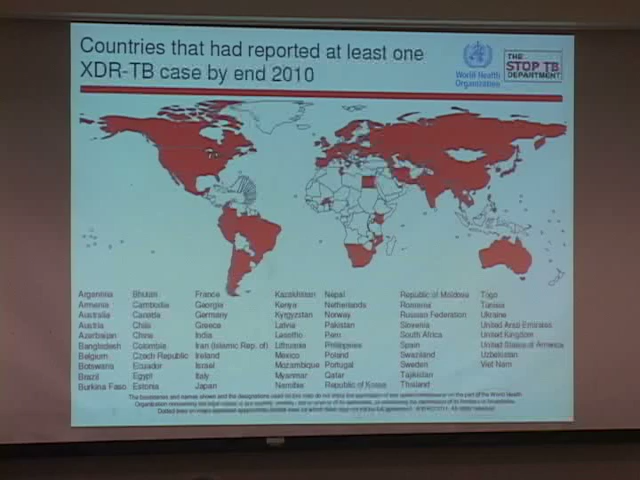 Countries that had reported at least one
XDR-TB case by end 2010
World Health
Organization
THE
STOP TB
DEPARTMENT
Argentina
Armenia
Australia
Austria
Azerbaijan
Bangladesh
Belgium
Botswana
Brazil
Burkina Faso
Bhutan
Cambodia
Canada
Chile
China
Colombia
Czech Republic
Ecuador
Egypt
Estonia
France
Georgia
Germany
Greece
India
Iran (Islamic Rep. of)
Ireland
Israel
Italy
Japan
Kazakhstan
Kenya
Kyrgyzstan
Latvia
Lesotho
Lithuania
Mexico
Mozambique
Myanmar
Namibia
Nepal
Netherlands
Norway
Pakistan
Peru
Philippines
Poland
Portugal
Qatar
Republic of Korea
Republic of Moldova
Romania
Russian Federation
Slovenia
South Africa
Spain
Swaziland
Sweden
Tajikistan
Thailand
Togo
Tunisia
Ukraine
United Arab Emirates
United Kingdom
United States of America
Uzbekistan
Viet Nam